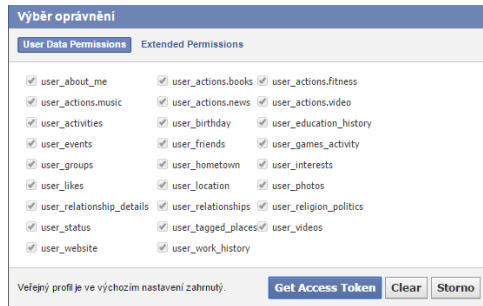 Výběr oprávnění
User Data Permissions Extended Permissions
user_about_me user_actions.books user_actions.fitness
user_actions.music user_actions.news user_actions.video
user_activities user_birthday user_education_history
user_events user_friends user_games_activity
user_groups user_hometown user_interests
user_likes user_location user_photos
user_relationship_details user_relationships user_religion_politics
user_status user_tagged_places user_videos
user_website user_work_history
Veřejný profil je ve výchozím nastavení zahrnutý. Get Access Token Clear Storno